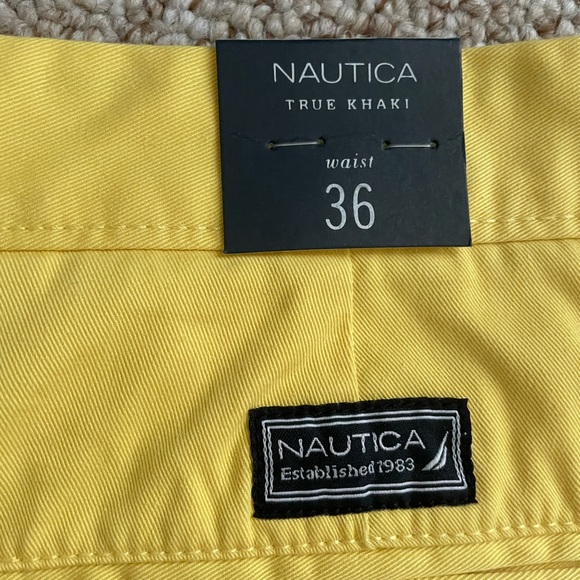 NAUTICA
TRUE KHAKI
waist
36
NAUTICA
Established 1983